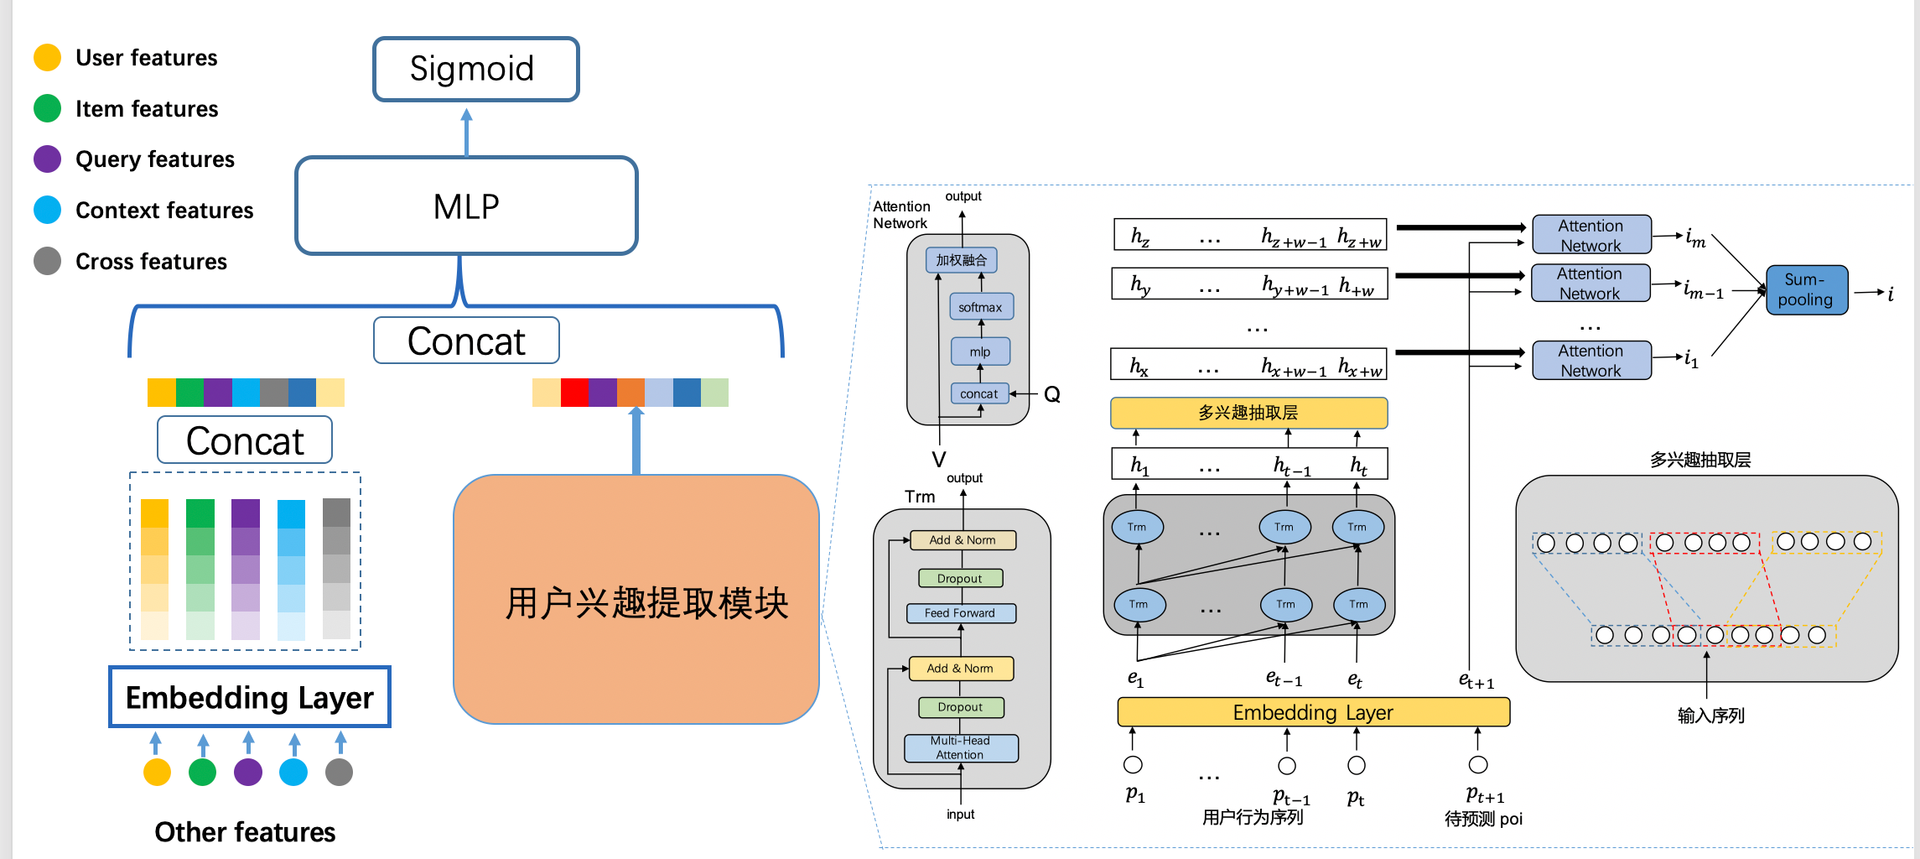 User features
Item features
Query features
Context features
Cross features
Sigmoid
MLP
Concat
Concat
Embedding Layer
Other features
用户兴趣提取模块
Attention
Network
output
加权融合
softmax
mlp
concat
Q
V
Trm
output
Add & Norm
Dropout
Feed Forward
Add & Norm
Dropout
Multi-Head
Attention
input
h_z ... h_{z+w-1} h_{z+w}
h_y ... h_{y+w-1} h_{+w}
...
h_x ... h_{x+w-1} h_{x+w}
多兴趣抽取层
h_1 ... h_{t-1} h_t
Trm ... Trm Trm
Trm ... Trm Trm
e_1 e_{t-1} e_t e_{t+1}
Embedding Layer
...
p_1 p_{t-1} p_t p_{t+1}
用户行为序列
待预测 poi
Attention
Network
i_m
Attention
Network
i_{m-1}
...
Attention
Network
i_1
Sum-
pooling
i
多兴趣抽取层
输入序列